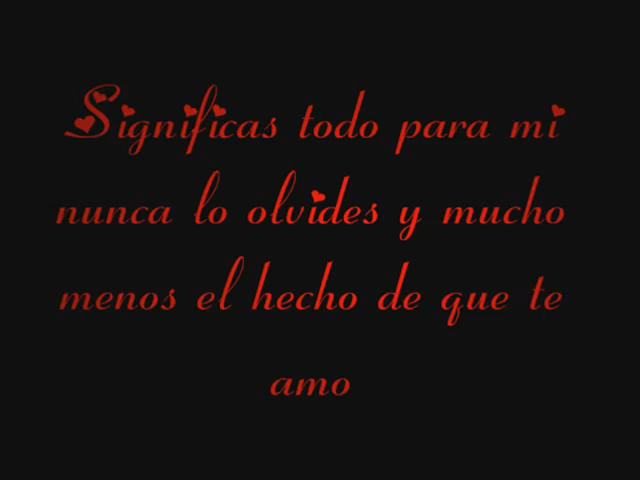 Significas todo para mi
nunca lo olvides y mucho
menos el hecho de que te
amo